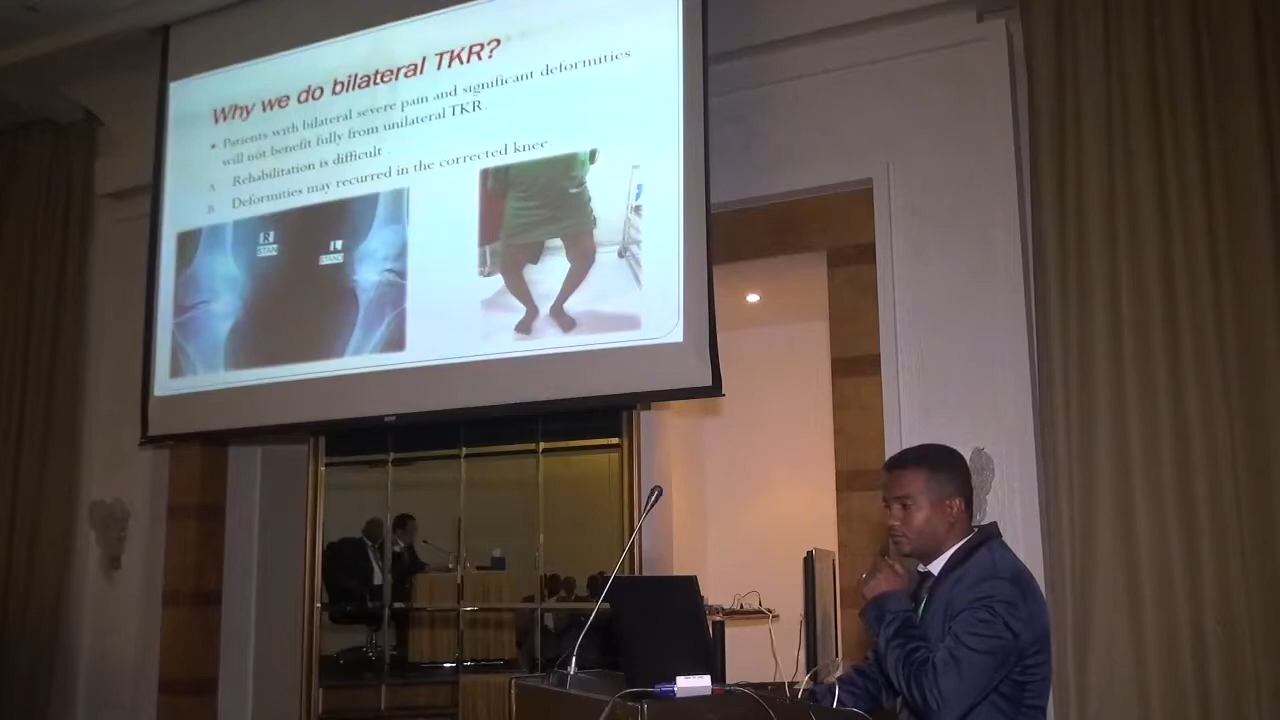 Why we do bilateral TKR?
• Patients with bilateral severe pain and significant deformities
will not benefit fully from unilateral TKR.
A. Rehabilitation is difficult .
B. Deformities may recurred in the corrected knee
R
L
STAND